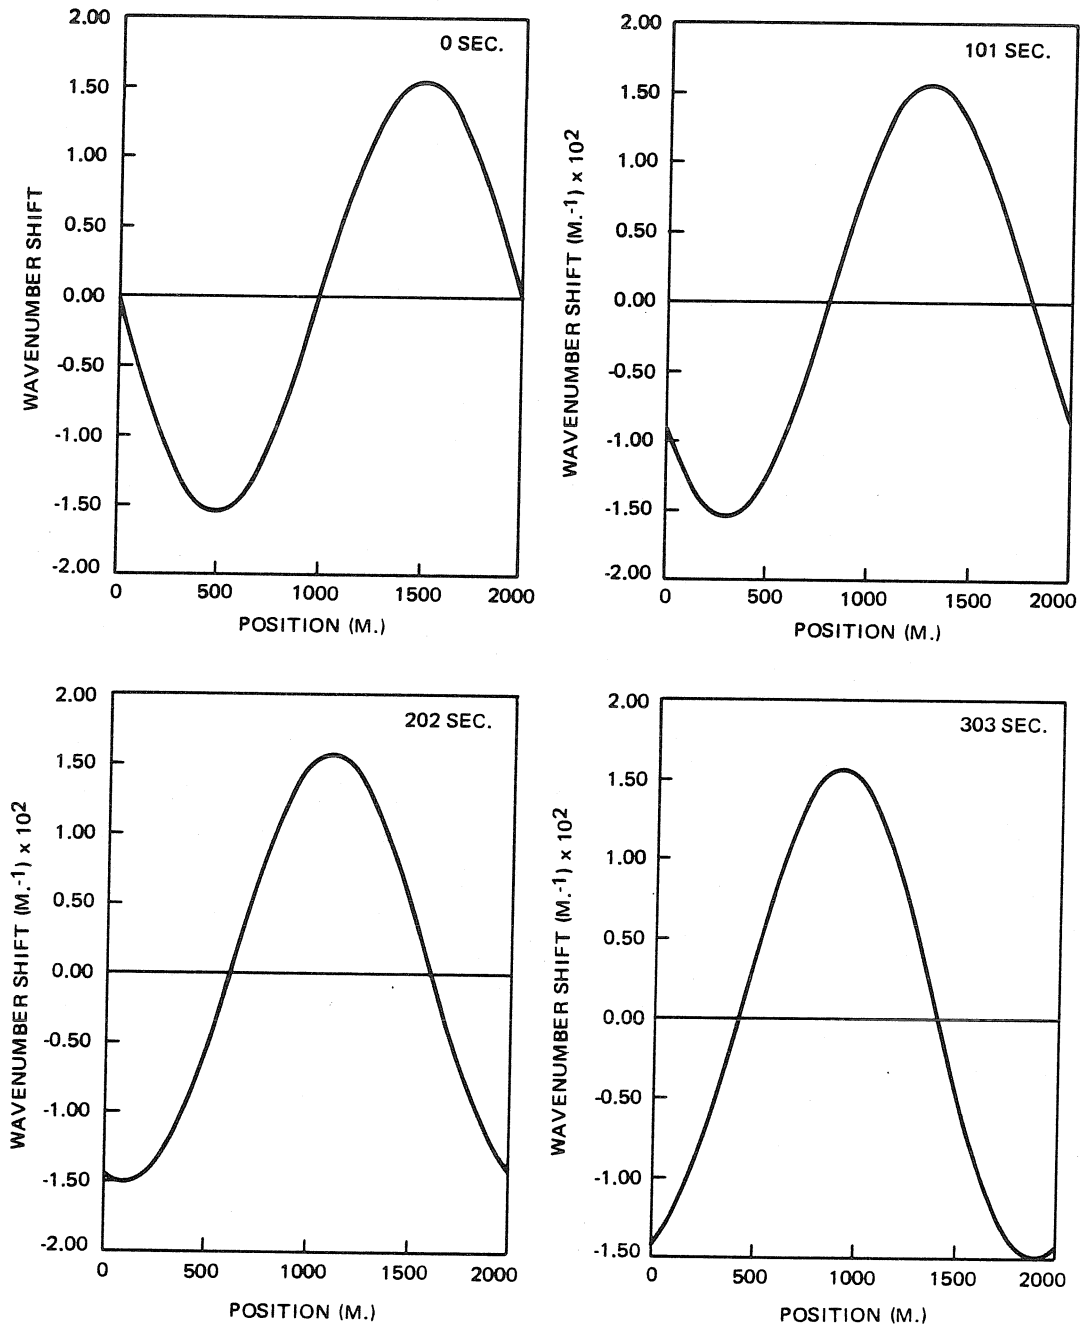 0 SEC.
WAVENUMBER SHIFT
2.00
1.50
1.00
0.50
0.00
-0.50
-1.00
-1.50
-2.00
0 500 1000 1500 2000
POSITION (M.)
101 SEC.
WAVENUMBER SHIFT (M.-1) x 102
2.00
1.50
1.00
0.50
0.00
-0.50
-1.00
-1.50
-2.00
0 500 1000 1500 2000
POSITION (M.)
202 SEC.
WAVENUMBER SHIFT (M.-1) x 102
2.00
1.50
1.00
0.50
0.00
-0.50
-1.00
-1.50
-2.00
0 500 1000 1500 2000
POSITION (M.)
303 SEC.
WAVENUMBER SHIFT (M.-1) x 102
2.00
1.50
1.00
0.50
0.00
-0.50
-1.00
-1.50
0 500 1000 1500 2000
POSITION (M.)